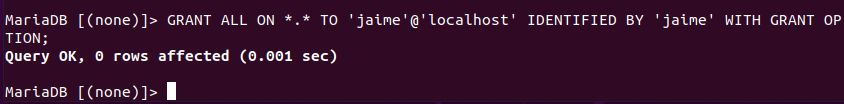 MariaDB [(none)]> GRANT ALL ON *.* TO 'jaime'@'localhost' IDENTIFIED BY 'jaime' WITH GRANT OP
TION;
Query OK, 0 rows affected (0.001 sec)
MariaDB [(none)]>